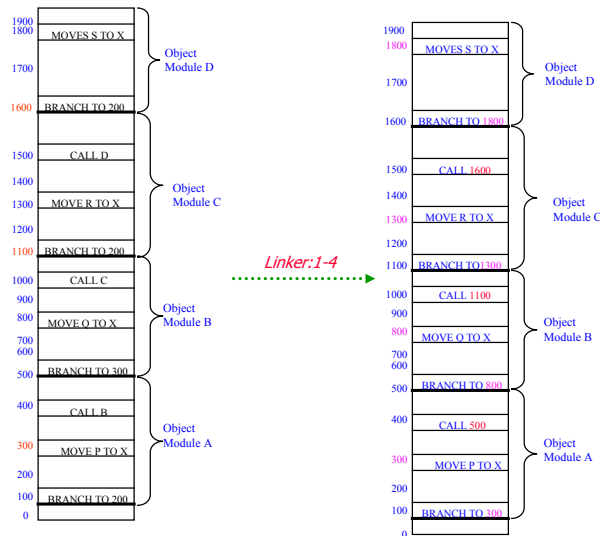 1900
1800
MOVES S TO X
1700
1600
BRANCH TO 200
Object
Module D
1500
CALL D
1400
1300
MOVE R TO X
1200
1100
BRANCH TO 200
Object
Module C
1000
CALL C
900
800
MOVE Q TO X
700
600
500
BRANCH TO 300
Object
Module B
400
CALL B
300
MOVE P TO X
200
100
BRANCH TO 200
0
Object
Module A
Linker:1-4
1900
1800
MOVES S TO X
1700
1600
BRANCH TO 1800
Object
Module D
1500
CALL 1600
1400
1300
MOVE R TO X
1200
1100
BRANCH TO1300
Object
Module C
1000
CALL 1100
900
800
MOVE Q TO X
700
600
500
BRANCH TO 800
Object
Module B
400
CALL 500
300
MOVE P TO X
200
100
BRANCH TO 300
0
Object
Module A